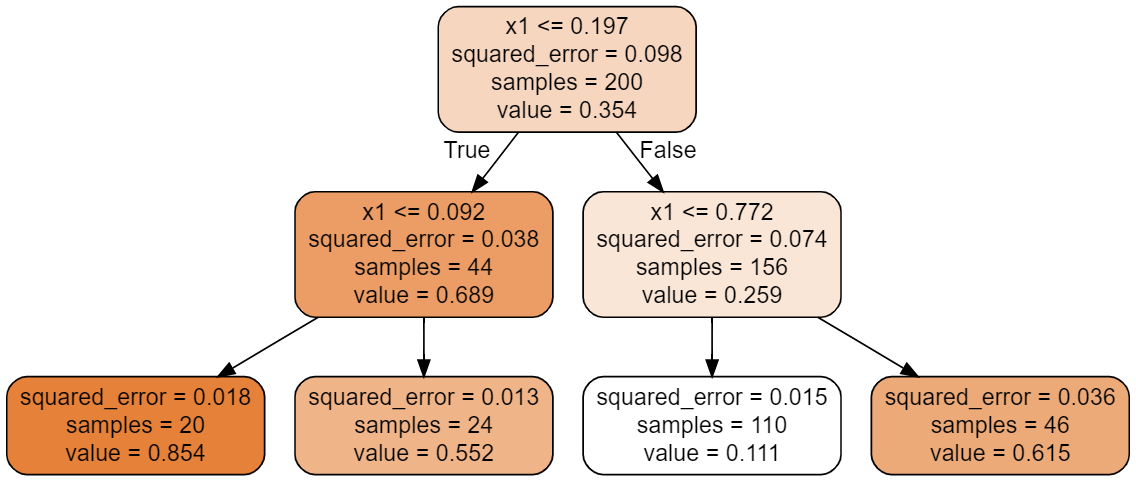 x1 <= 0.197
squared_error = 0.098
samples = 200
value = 0.354
True
False
x1 <= 0.092
squared_error = 0.038
samples = 44
value = 0.689
x1 <= 0.772
squared_error = 0.074
samples = 156
value = 0.259
squared_error = 0.018
samples = 20
value = 0.854
squared_error = 0.013
samples = 24
value = 0.552
squared_error = 0.015
samples = 110
value = 0.111
squared_error = 0.036
samples = 46
value = 0.615